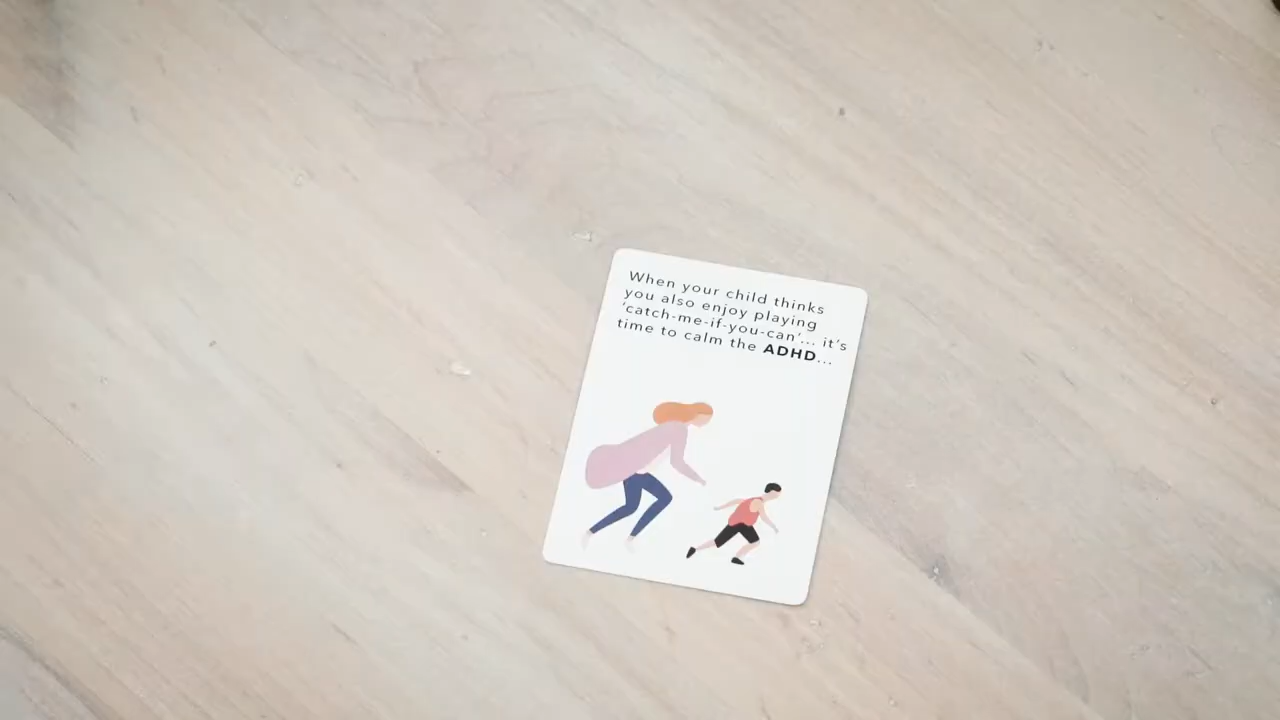 When your child thinks
you also enjoy playing
‘catch-me-if-you-can’... it’s
time to calm the ADHD...